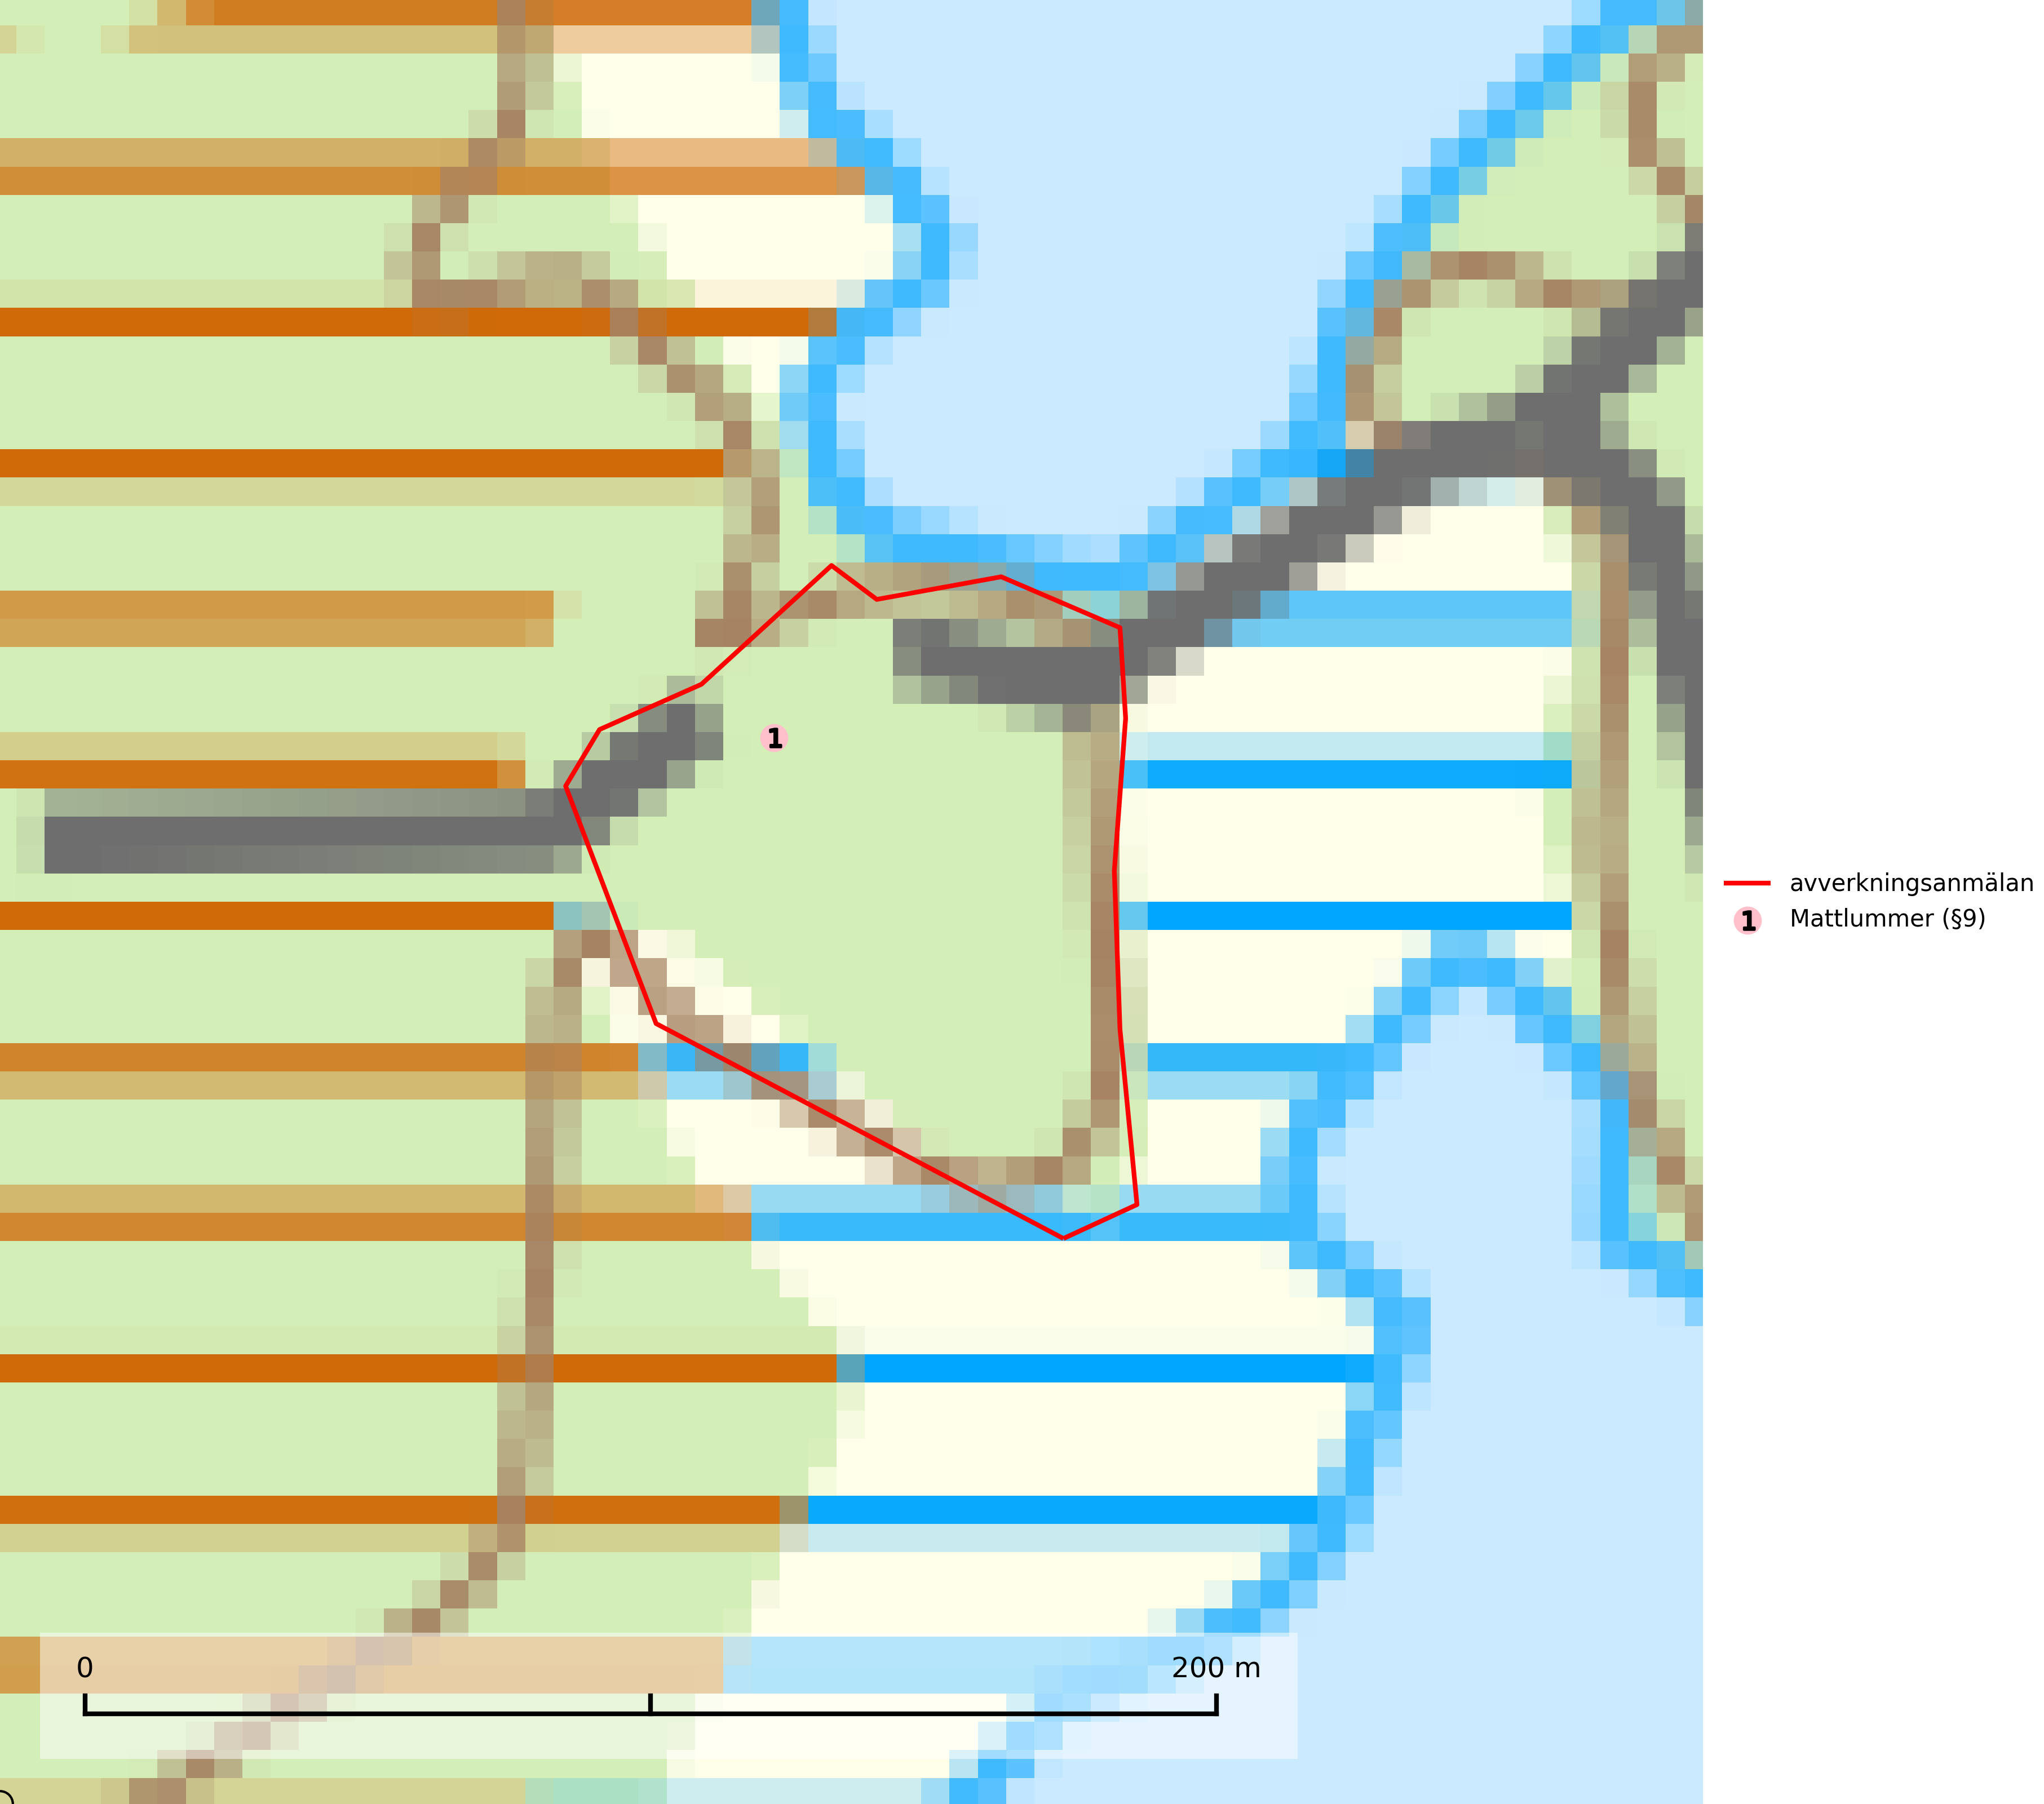 1
avverkningsanmälan
1 Mattlummer (§9)
0 200 m